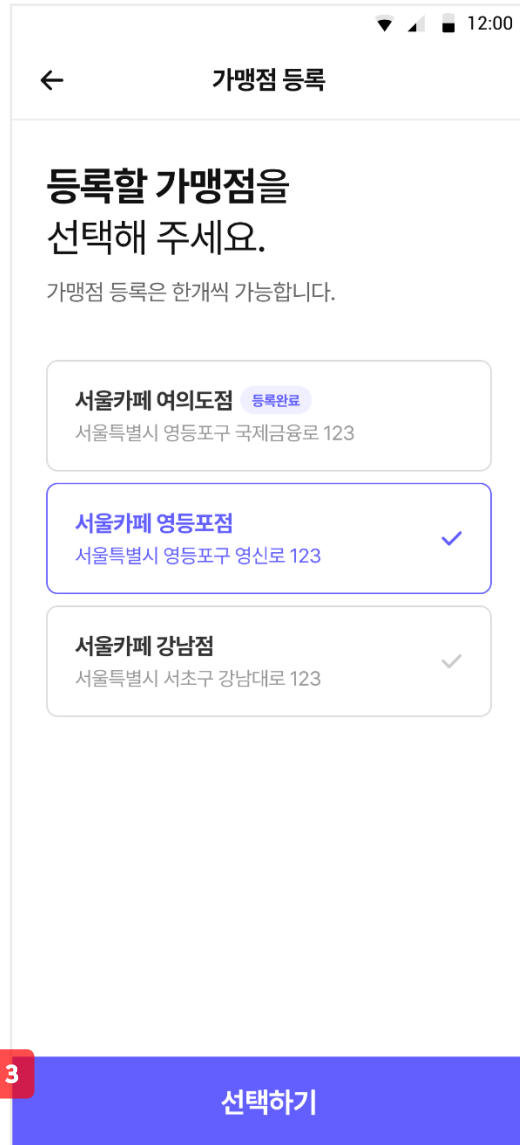 12:00
가맹점 등록
등록할 가맹점을
선택해 주세요.
가맹점 등록은 한개씩 가능합니다.
서울카페 여의도점 등록완료
서울특별시 영등포구 국제금융로 123
서울카페 영등포점
서울특별시 영등포구 영신로 123
서울카페 강남점
서울특별시 서초구 강남대로 123
3
선택하기